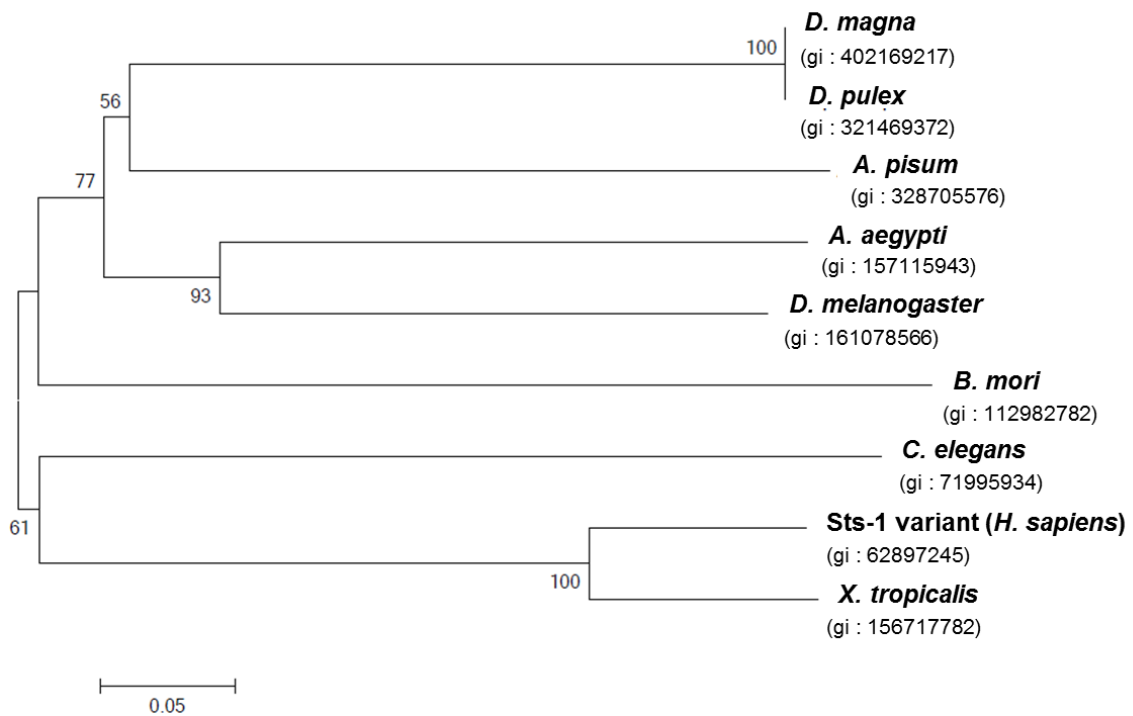 D. magna
100
(gi : 402169217)
56
D. pulex
(gi : 321469372)
A. pisum
77
(gi : 328705576)
A. aegypti
(gi : 157115943)
93
D. melanogaster
(gi : 161078566)
B. mori
(gi : 112982782)
C. elegans
(gi : 71995934)
Sts-1 variant (H. sapiens)
61
(gi : 62897245)
100
X. tropicalis
(gi : 156717782)
0.05